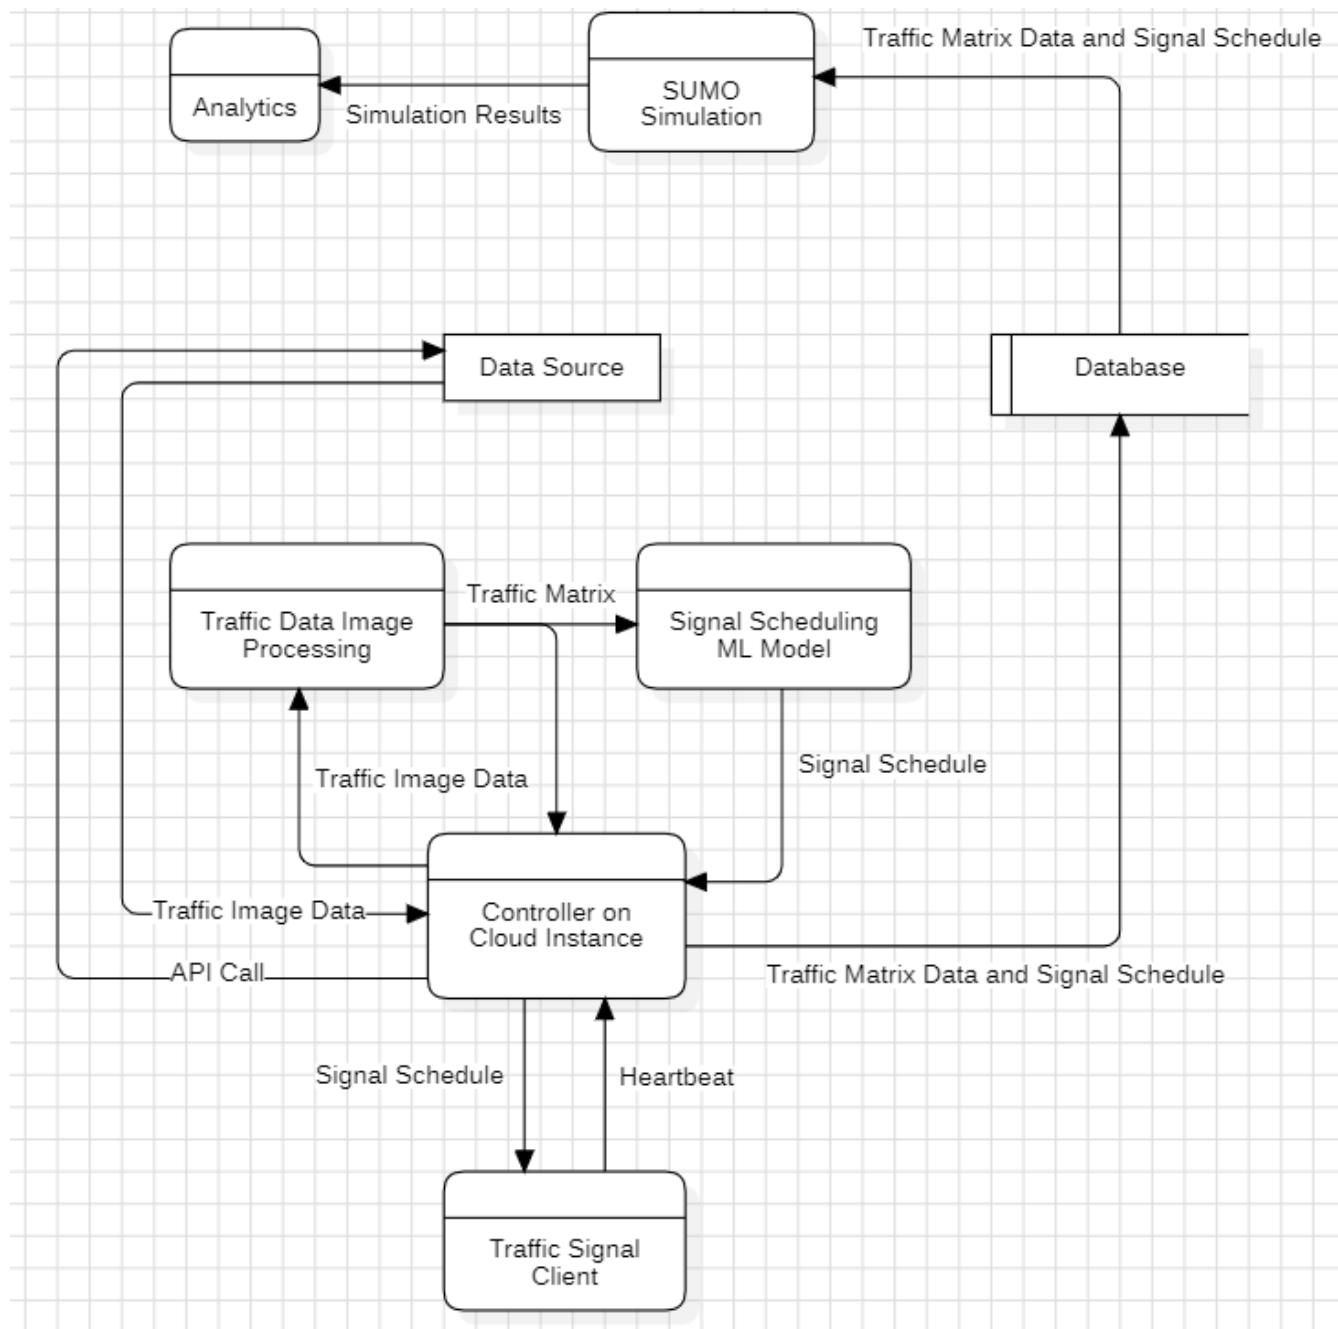 Traffic Matrix Data and Signal Schedule
Analytics
Simulation Results
SUMO
Simulation
Data Source
Database
Traffic Data Image
Processing
Traffic Matrix
Signal Scheduling
ML Model
Traffic Image Data
Signal Schedule
Traffic Image Data
Controller on
Cloud Instance
API Call
Traffic Matrix Data and Signal Schedule
Signal Schedule
Heartbeat
Traffic Signal
Client